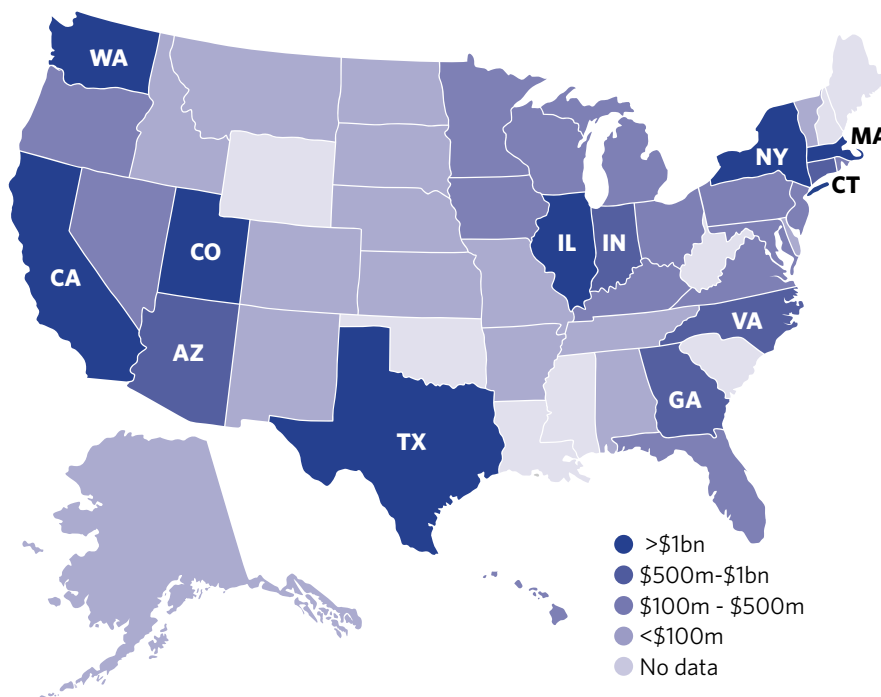 WA
MA
NY
CT
IL
IN
CO
CA
VA
AZ
GA
TX
>$1bn
$500m-$1bn
$100m - $500m
<$100m
No data